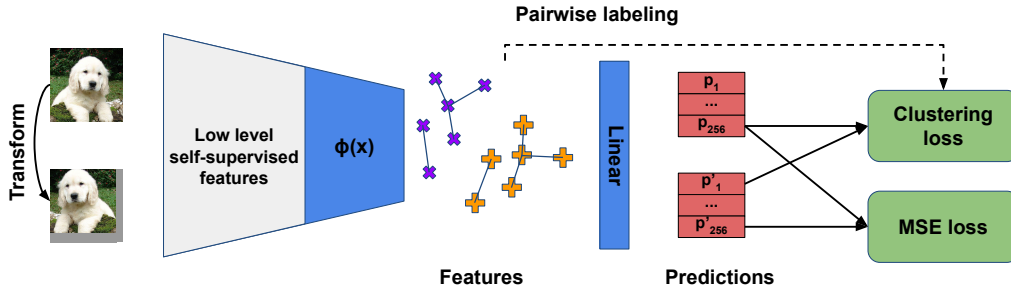 Pairwise labeling
Transform
Low level
self-supervised
features
ϕ(x)
Linear
p1
...
p256
p'1
...
p'256
Clustering
loss
MSE loss
Features
Predictions